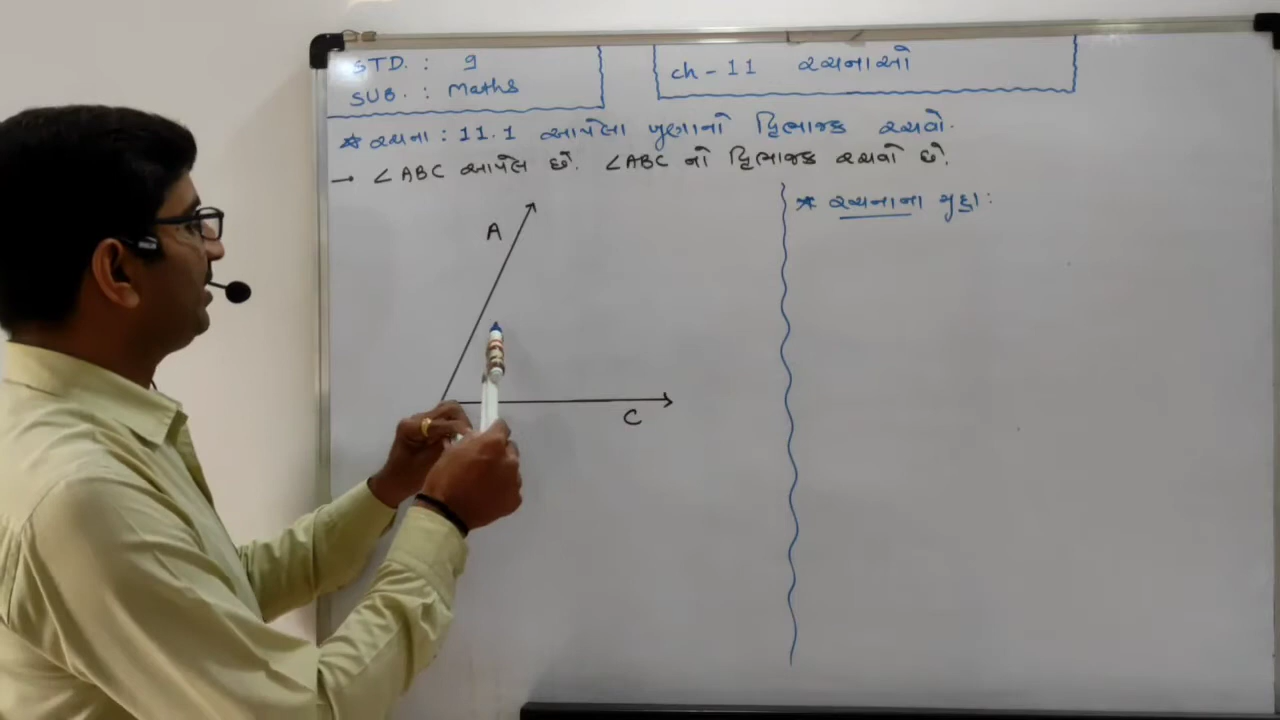 STD. : 9
SUB. : Maths
ch - 11 રચનાઓ
* રચના : 11.1 આપેલા ખૂણાનો દ્વિભાજક રચવો.
→ ∠ABC આપેલ છે. ∠ABC નો દ્વિભાજક રચવો છે.
* રચનાના મુદ્દા :
A
C